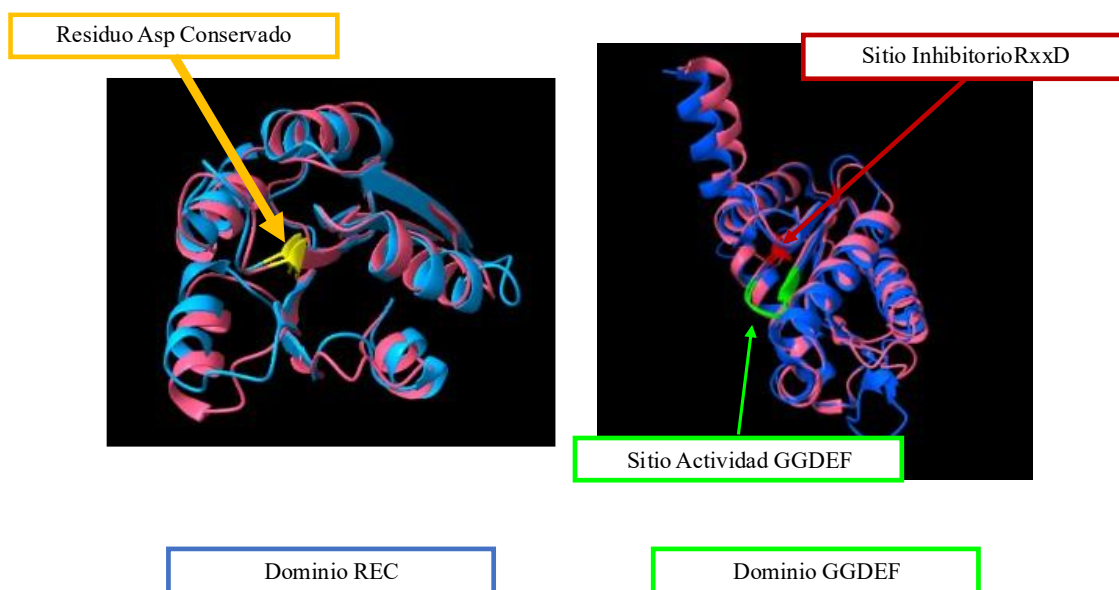 Residuo Asp Conservado
Sitio InhibitorioRxxD
Sitio Actividad GGDEF
Dominio REC
Dominio GGDEF